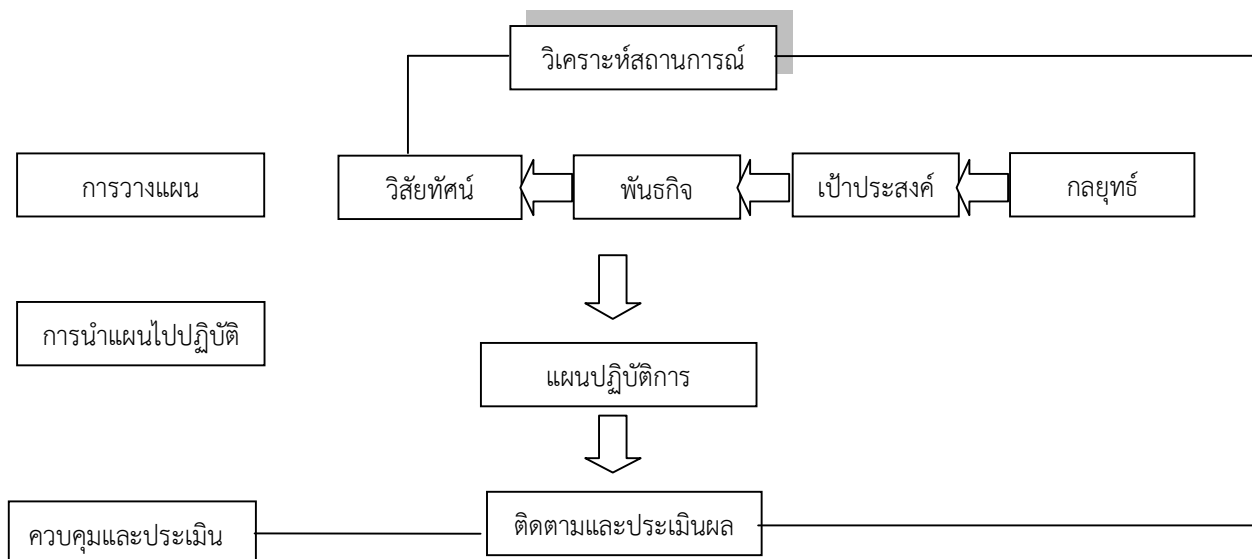 วิเคราะห์สถานการณ์
การวางแผน
วิสัยทัศน์
พันธกิจ
เป้าประสงค์
กลยุทธ์
การนำแผนไปปฏิบัติ
แผนปฏิบัติการ
ควบคุมและประเมิน
ติดตามและประเมินผล